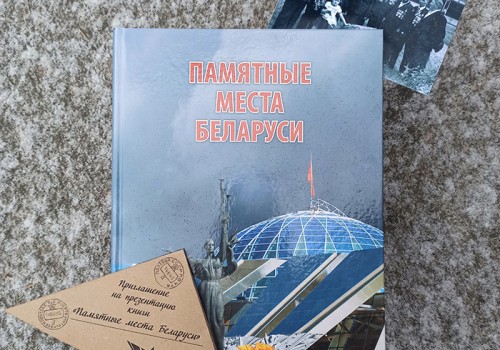 ПАМЯТНЫЕ
МЕСТА
БЕЛАРУСИ
Приглашение
на презентацию
книги
«Памятные места Беларуси»